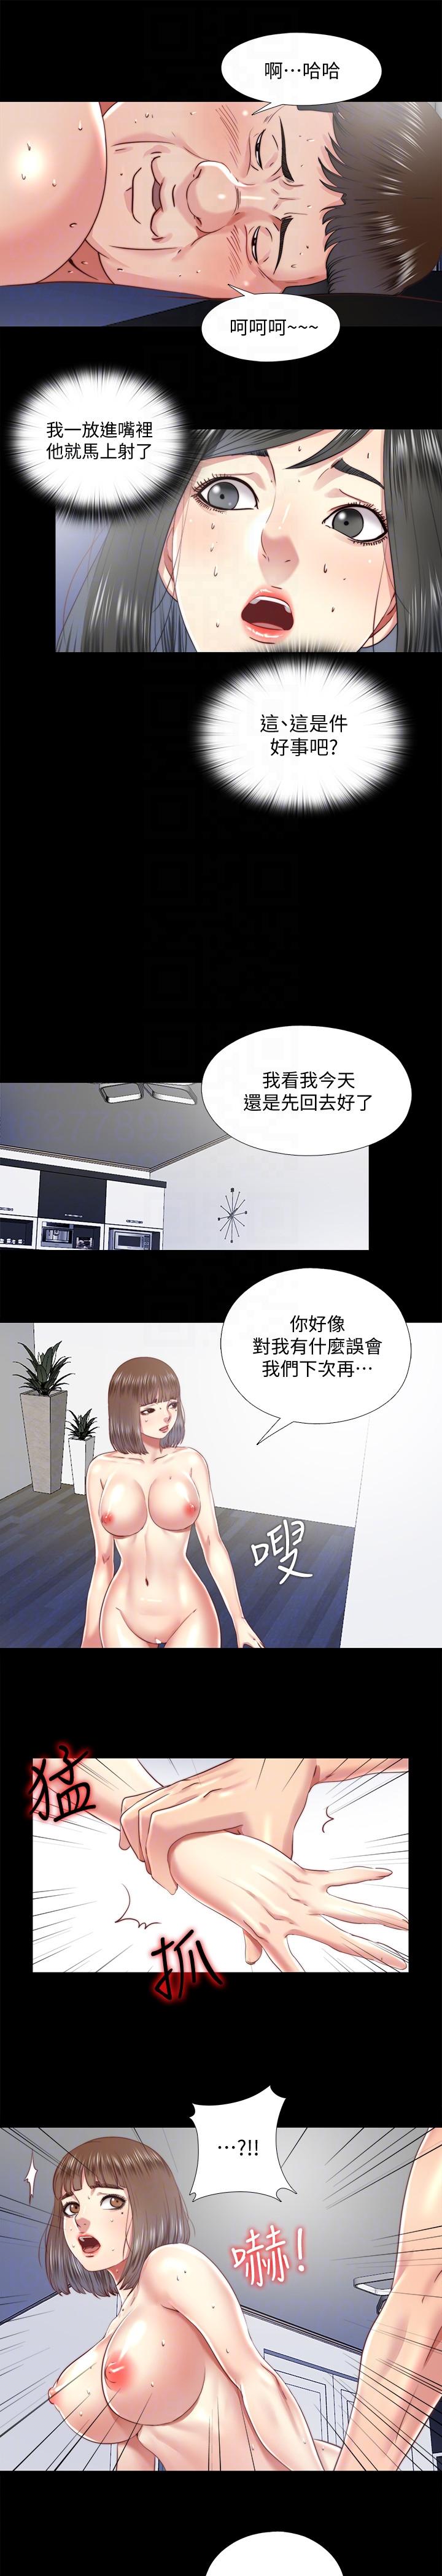 啊…哈哈
呵呵呵~~~
我一放進嘴裡
他就馬上射了
這、這是件
好事吧?
我看我今天
還是先回去好了
你好像
對我有什麼誤會
我們下次再…
嗖
猛
抓
…?!!
嚇!